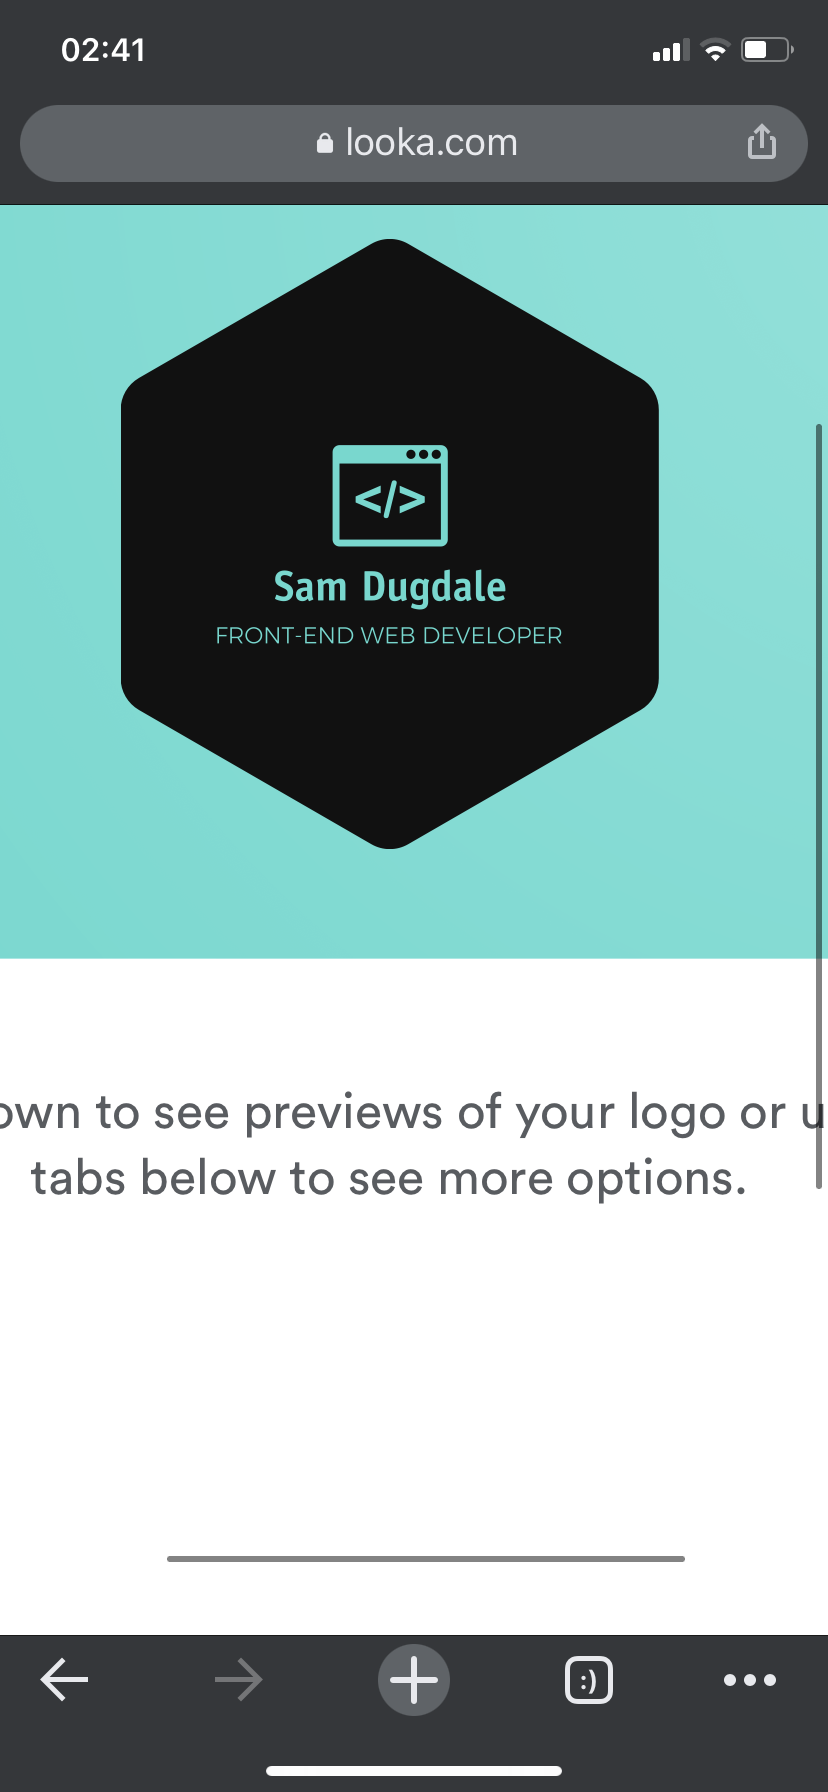 02:41
looka.com
</>
Sam Dugdale
FRONT-END WEB DEVELOPER
to see previews of your logo or
tabs below to see more options.
:)